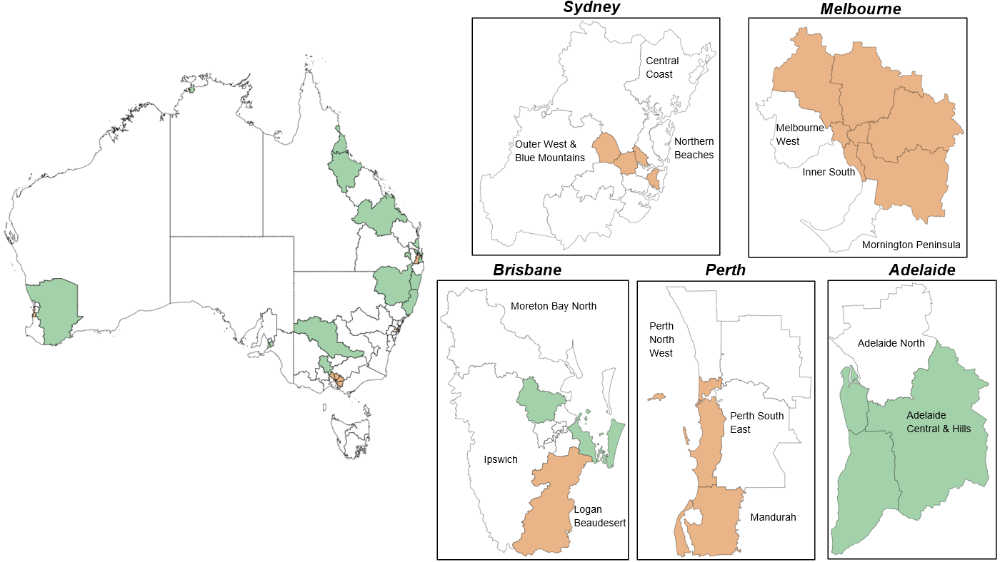 Sydney
Central
Coast
Outer West &
Blue Mountains
Northern
Beaches
Melbourne
Melbourne
West
Inner South
Mornington Peninsula
Brisbane
Moreton Bay North
Ipswich
Logan
Beaudesert
Perth
Perth
North
West
Perth South
East
Mandurah
Adelaide
Adelaide North
Adelaide
Central & Hills